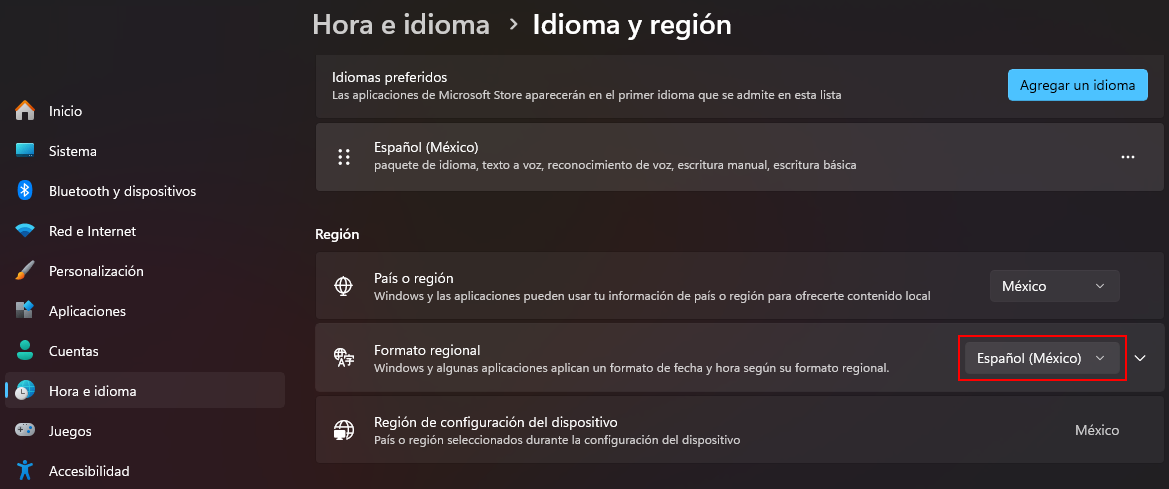 Hora e idioma > Idioma y región
Idiomas preferidos
Las aplicaciones de Microsoft Store aparecerán en el primer idioma que se admite en esta lista
Agregar un idioma
Español (México)
paquete de idioma, texto a voz, reconocimiento de voz, escritura manual, escritura básica
Región
País o región
Windows y las aplicaciones pueden usar tu información de país o región para ofrecerte contenido local
México
Formato regional
Windows y algunas aplicaciones aplican un formato de fecha y hora según su formato regional.
Español (México)
Región de configuración del dispositivo
País o región seleccionados durante la configuración del dispositivo
México
Inicio
Sistema
Bluetooth y dispositivos
Red e Internet
Personalización
Aplicaciones
Cuentas
Hora e idioma
Juegos
Accesibilidad